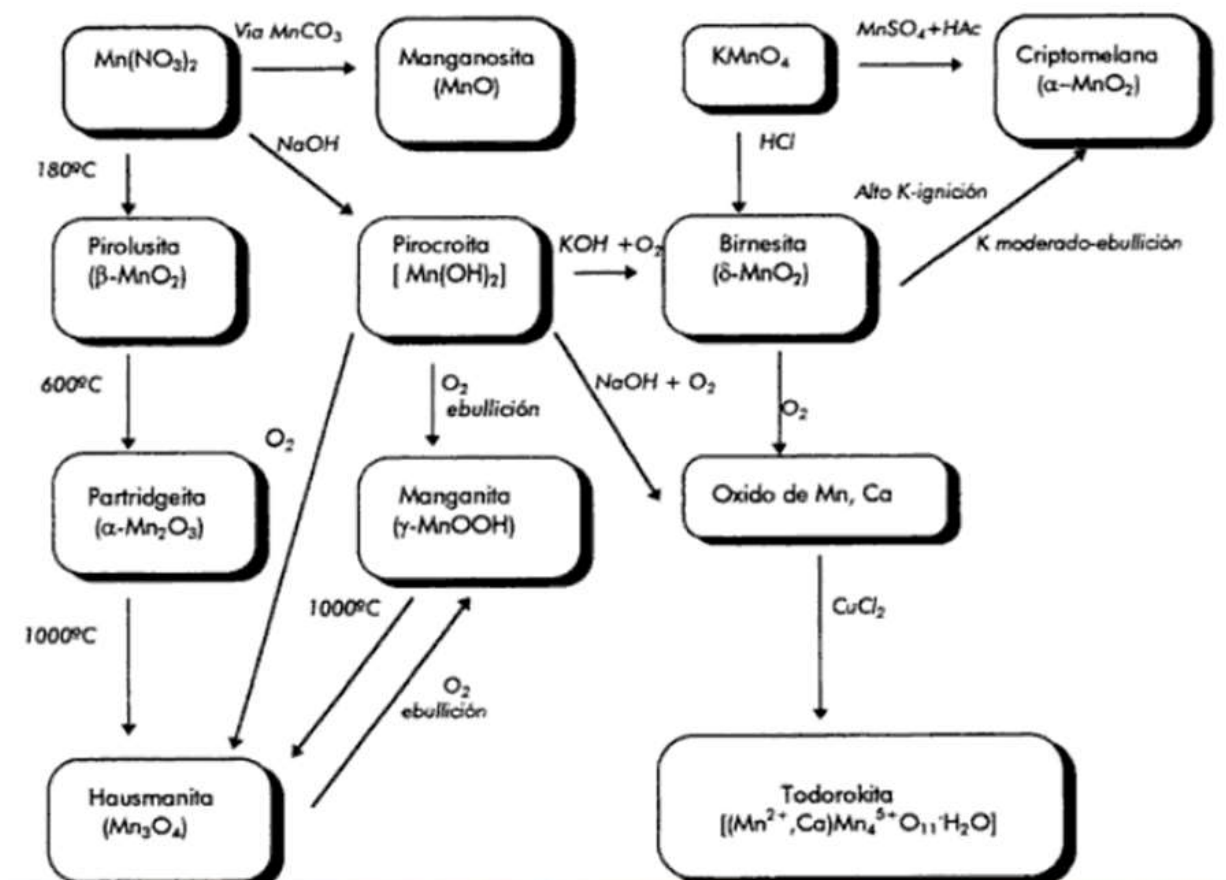 Mn(NO₃)₂
Via MnCO₃
Manganosita
(MnO)
KMnO₄
MnSO₄+HAc
Criptomelana
(α–MnO₂)
NaOH
HCl
180ºC
Alto K-ignición
K moderado-ebullición
Pirolusita
(β-MnO₂)
Pirocroita
[ Mn(OH)₂]
KOH +O₂
Birnesita
(δ-MnO₂)
600ºC
O₂
O₂
ebullición
NaOH + O₂
O₂
Partridgeita
(α-Mn₂O₃)
Manganita
(γ-MnOOH)
Oxido de Mn, Ca
1000ºC
1000ºC
O₂
ebullición
CuCl₂
Hausmanita
(Mn₃O₄)
Todorokita
[(Mn²⁺,Ca)Mn₄⁵⁺O₁₁·H₂O]